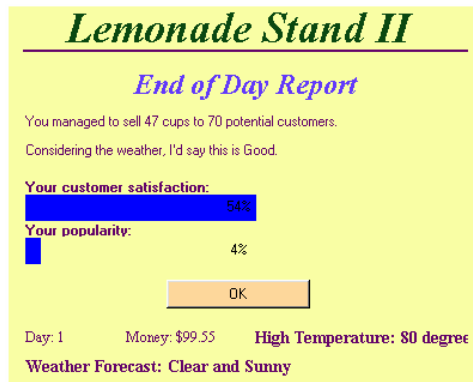 Lemonade Stand II
End of Day Report
You managed to sell 47 cups to 70 potential customers.
Considering the weather, I'd say this is Good.
Your customer satisfaction:
54%
Your popularity:
4%
OK
Day: 1 Money: $99.55 High Temperature: 80 degree
Weather Forecast: Clear and Sunny